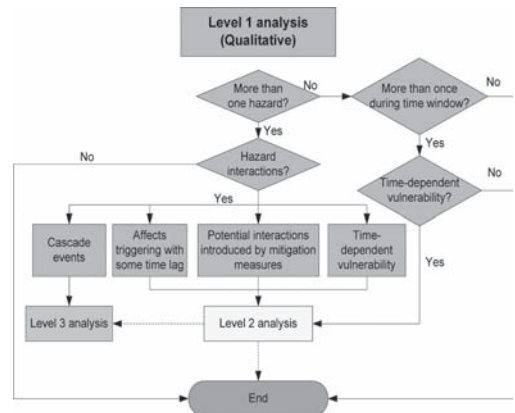 Level 1 analysis
(Qualitative)
More than
one hazard?
No
More than once
during time window?
No
Yes
Yes
No
Hazard
interactions?
Time-dependent
vulnerability?
No
Yes
Cascade
events
Affects
triggering with
some time lag
Potential interactions
introduced by mitigation
measures
Time-
dependent
vulnerability
Yes
Level 3 analysis
Level 2 analysis
End